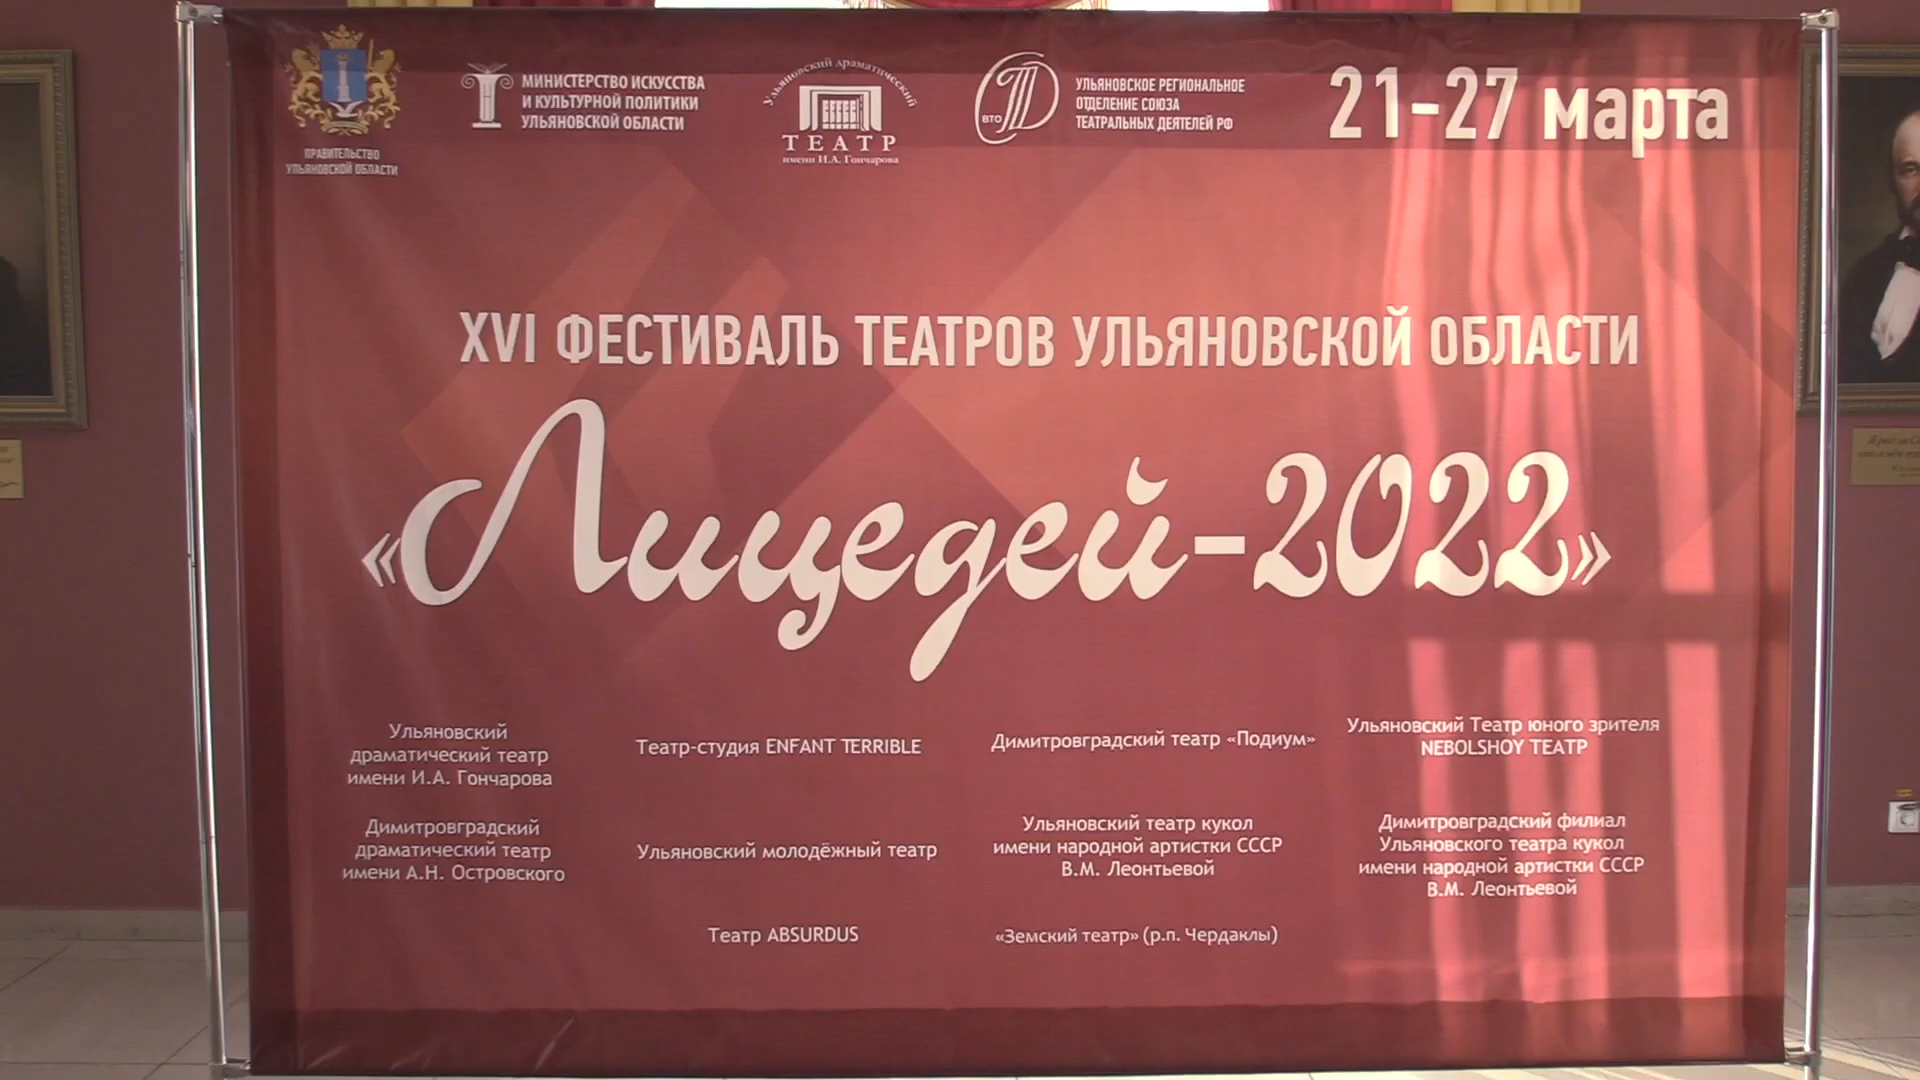 ПРАВИТЕЛЬСТВО
УЛЬЯНОВСКОЙ ОБЛАСТИ
МИНИСТЕРСТВО ИСКУССТВА
И КУЛЬТУРНОЙ ПОЛИТИКИ
УЛЬЯНОВСКОЙ ОБЛАСТИ
Ульяновский драматический
ТЕАТР
имени И.А. Гончарова
ВТО
УЛЬЯНОВСКОЕ РЕГИОНАЛЬНОЕ
ОТДЕЛЕНИЕ СОЮЗА
ТЕАТРАЛЬНЫХ ДЕЯТЕЛЕЙ РФ
21-27 марта
XVI ФЕСТИВАЛЬ ТЕАТРОВ УЛЬЯНОВСКОЙ ОБЛАСТИ
«Лицедей-2022»
Ульяновский
драматический театр
имени И.А. Гончарова
Театр-студия ENFANT TERRIBLE
Димитровградский театр «Подиум»
Ульяновский Театр юного зрителя
NEBOLSHOY ТЕАТР
Димитровградский
драматический театр
имени А.Н. Островского
Ульяновский молодёжный театр
Ульяновский театр кукол
имени народной артистки СССР
В.М. Леонтьевой
Димитровградский филиал
Ульяновского театра кукол
имени народной артистки СССР
В.М. Леонтьевой
Театр ABSURDUS
«Земский театр» (р.п. Чердаклы)